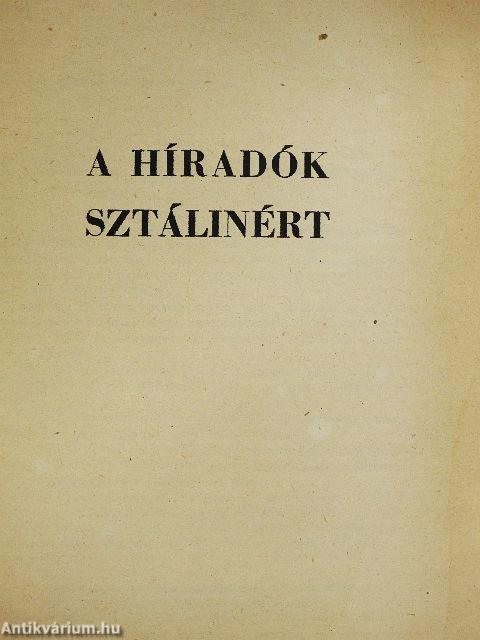 A HÍRADÓK
SZTÁLINÉRT
Antikvárium.hu